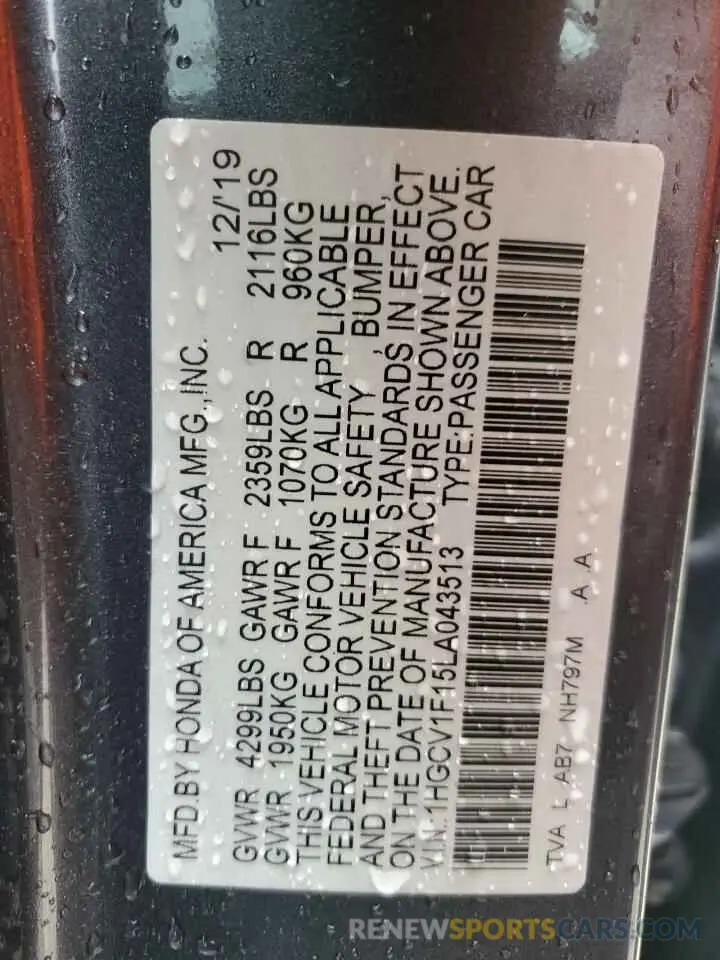 MFD.BY HONDA OF AMERICA MFG.,INC. 12/'19
GVWR 4299LBS GAWR F 2359LBS R 2116LBS
GVWR 1950KG GAWR F 1070KG R 960KG
THIS VEHICLE CONFORMS TO ALL APPLICABLE
FEDERAL MOTOR VEHICLE SAFETY , BUMPER,
AND THEFT PREVENTION STANDARDS IN EFFECT
ON THE DATE OF MANUFACTURE SHOWN ABOVE.
V.I.N.:1HGCV1F15LA043513 TYPE:PASSENGER CAR
TVA L AB7 NH797M .A A
RENEWSPORTSCARS.COM